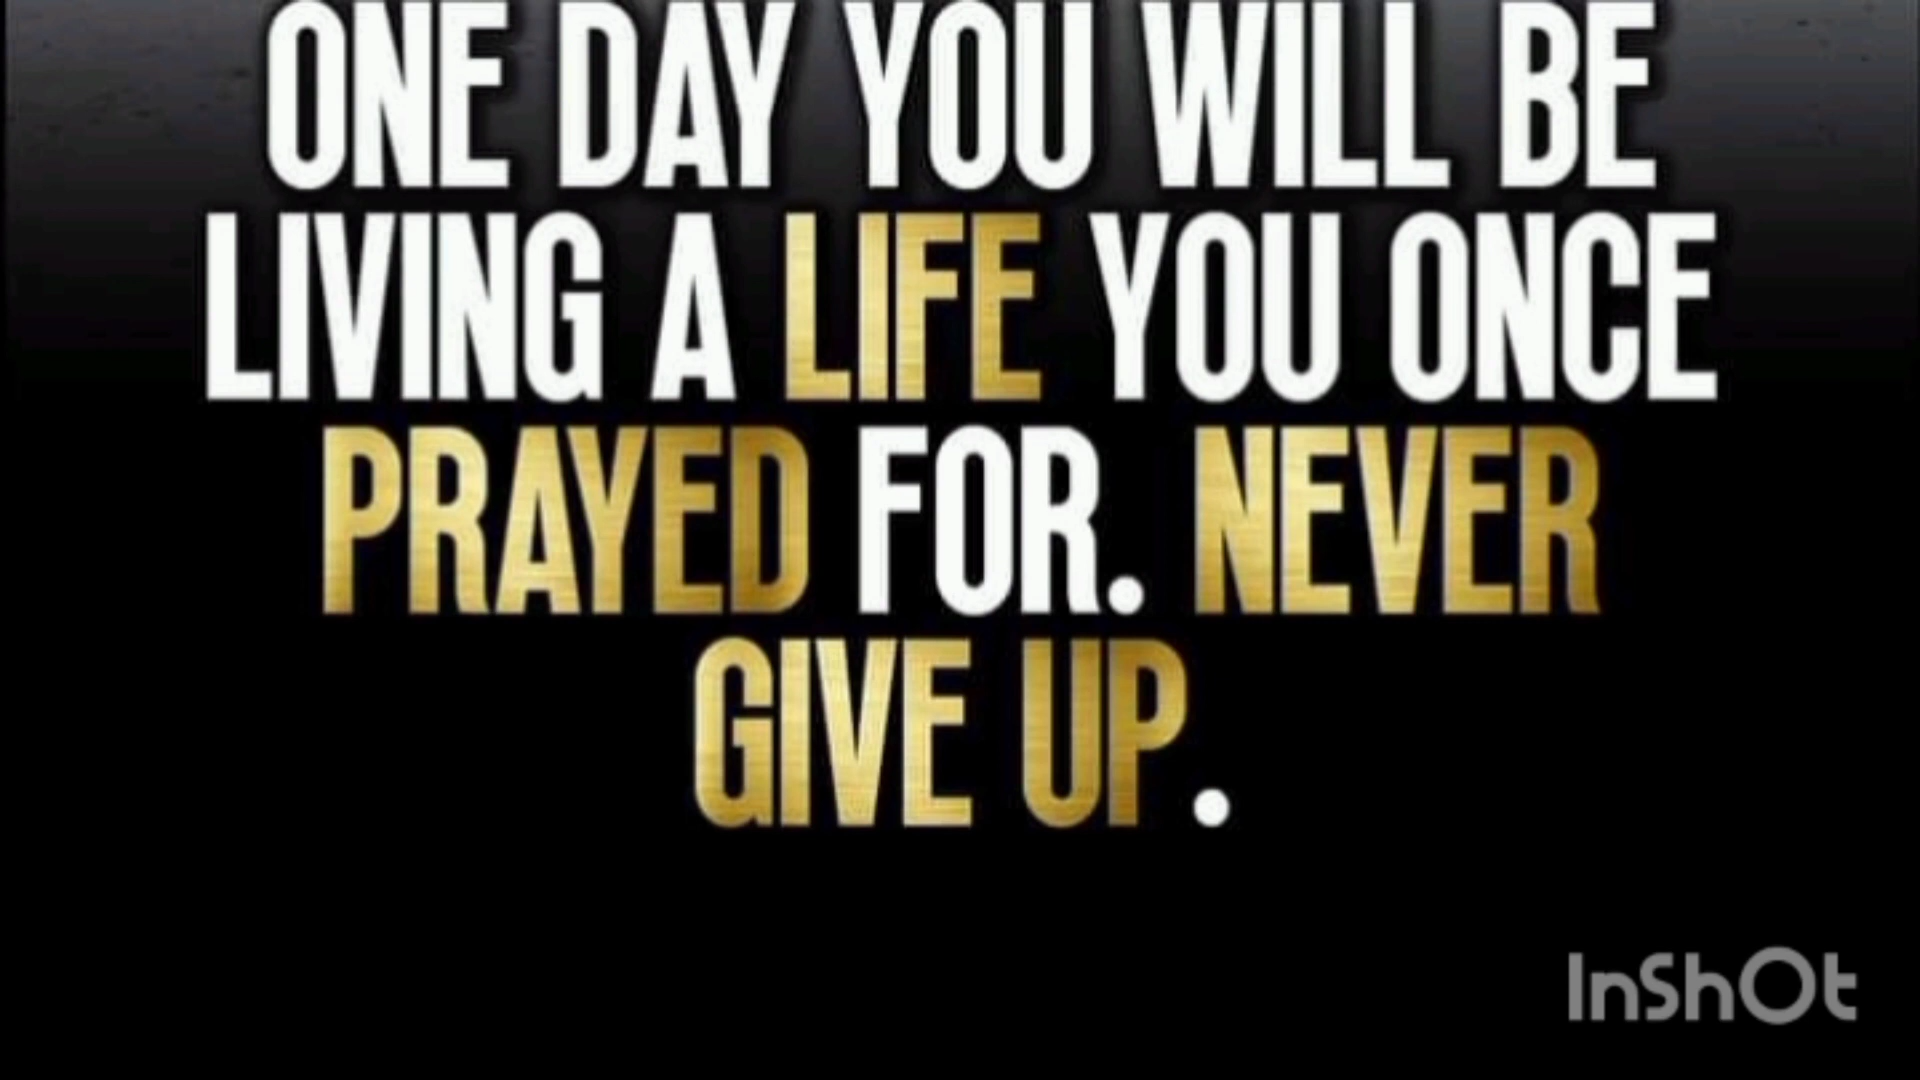 ONE DAY YOU WILL BE
LIVING A LIFE YOU ONCE
PRAYED FOR. NEVER
GIVE UP.
InShOt